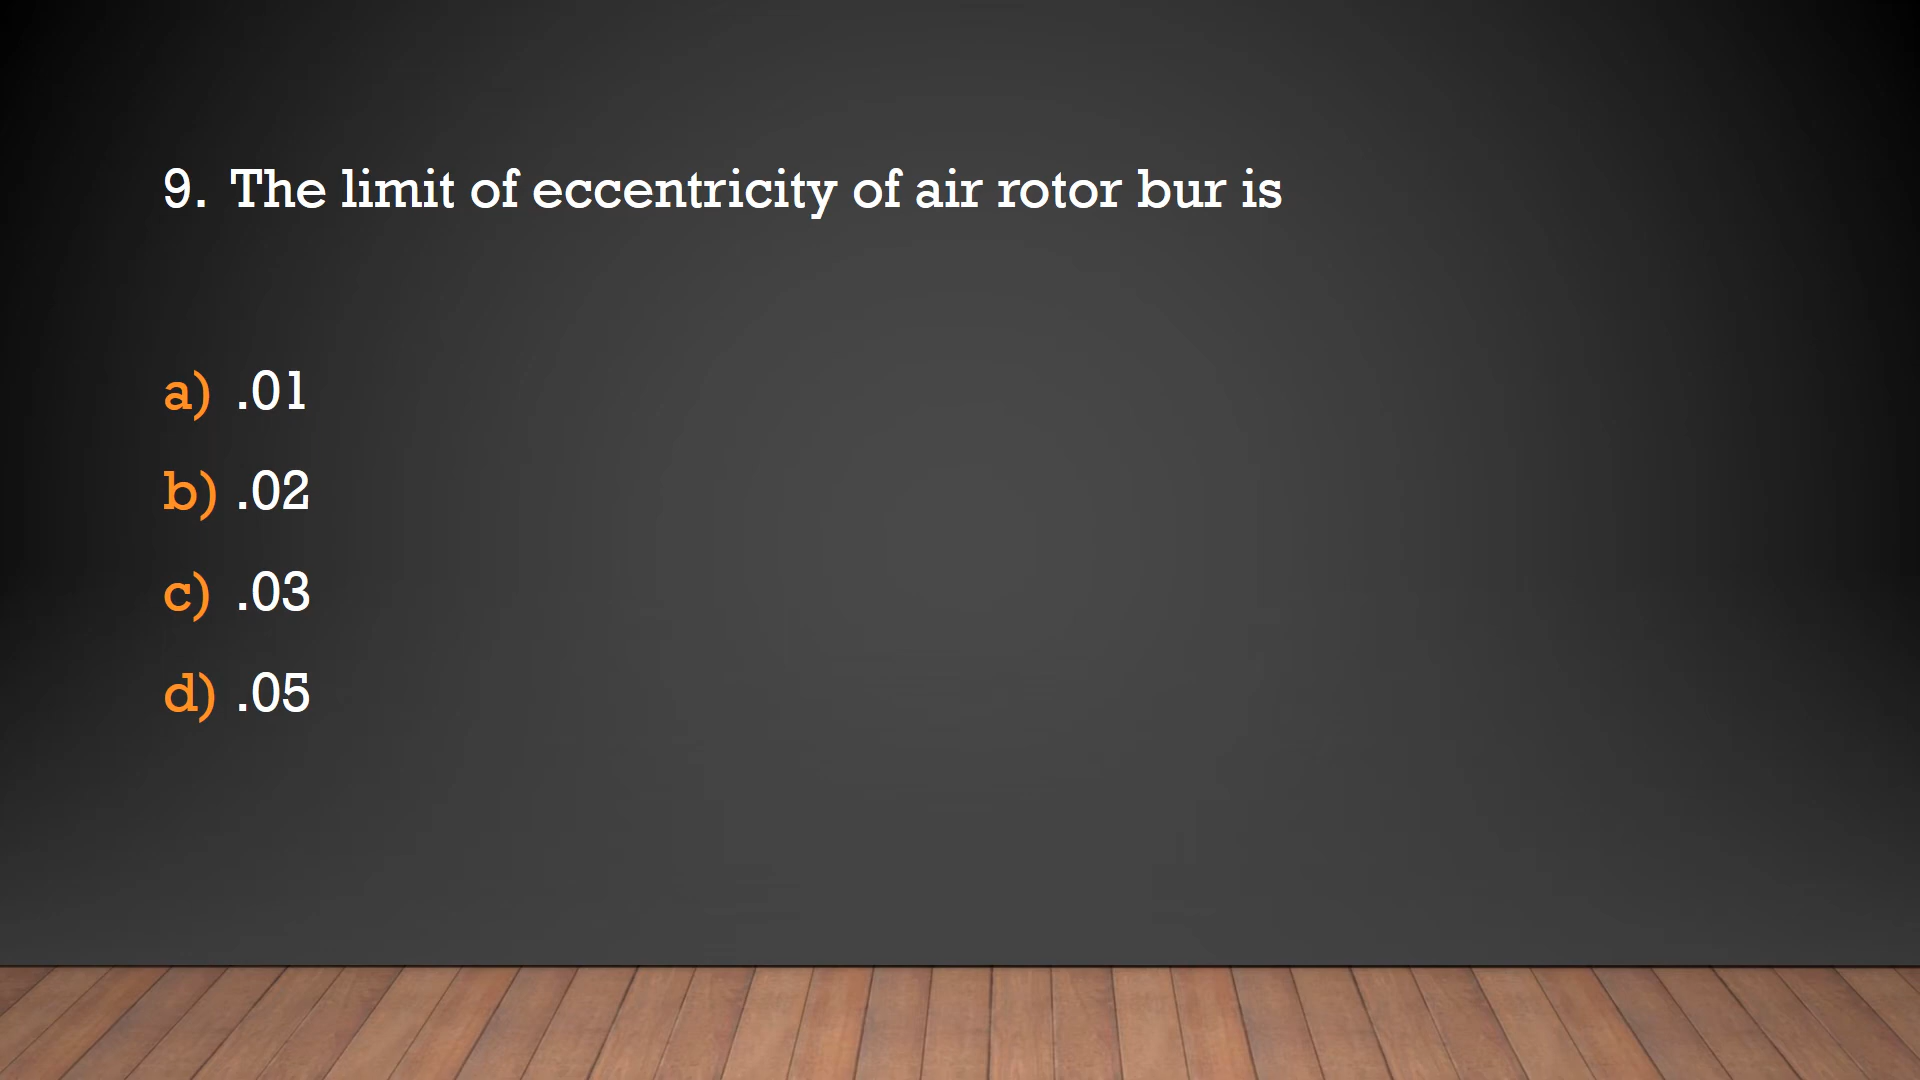 9. The limit of eccentricity of air rotor bur is
a) .01
b) .02
c) .03
d) .05